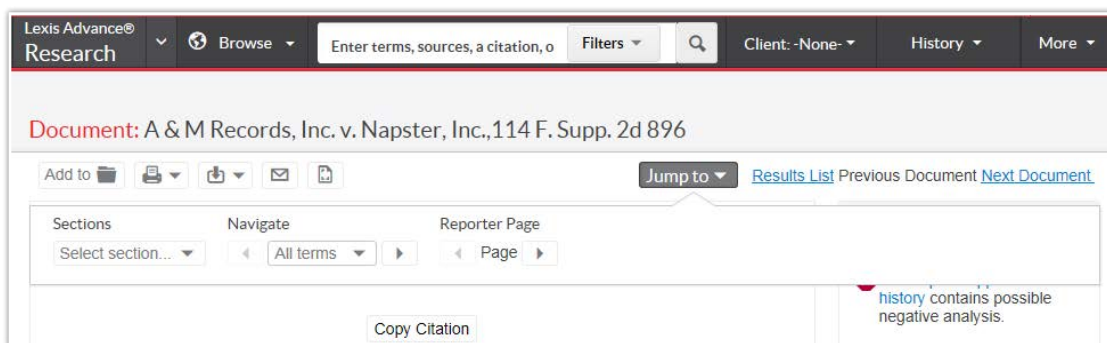 Lexis Advance®
Research
Browse
Enter terms, sources, a citation, o
Filters
Client: -None-
History
More
Document: A & M Records, Inc. v. Napster, Inc.,114 F. Supp. 2d 896
Add to
Jump to
Results List Previous Document Next Document
Sections
Navigate
Reporter Page
Select section...
All terms
Page
history contains possible
negative analysis.
Copy Citation